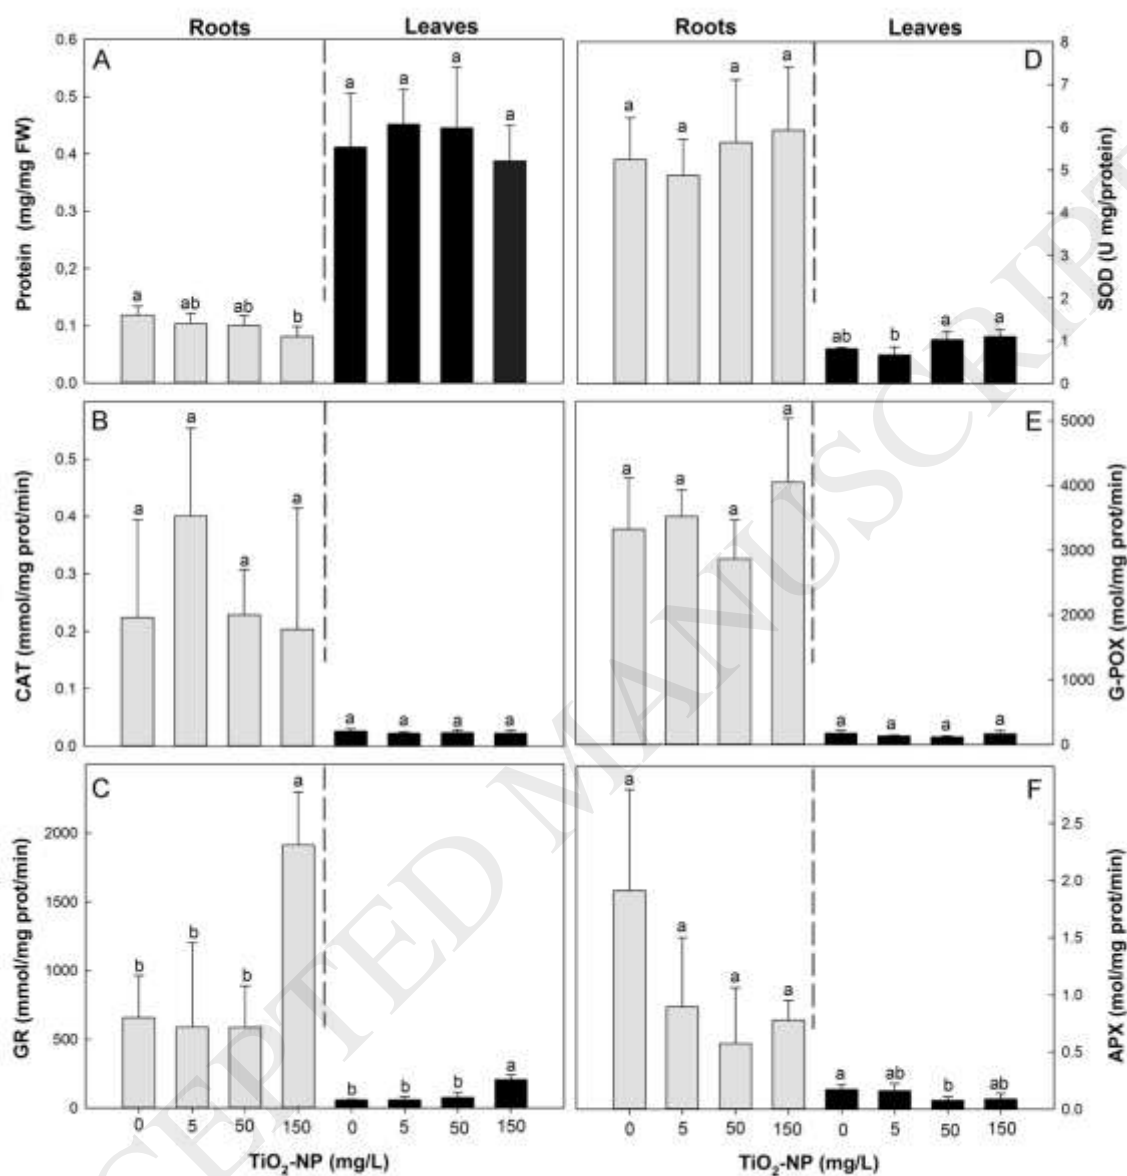 Roots Leaves Roots Leaves
A
0.6
0.5
0.4
0.3
0.2
0.1
0.0
Protein (mg/mg FW)
a ab ab b a a a a
D
8
7
6
5
4
3
2
1
0
SOD (U mg/protein)
a a a a ab b a a
B
0.5
0.4
0.3
0.2
0.1
0.0
CAT (mmol/mg prot/min)
a a a a a a a a
E
5000
4000
3000
2000
1000
0
G-POX (mol/mg prot/min)
a a a a a a a a
C
2000
1500
1000
500
0
GR (mmol/mg prot/min)
b b b a b b b a
F
2.5
2.0
1.5
1.0
0.5
0.0
APX (mol/mg prot/min)
a a a a a ab b ab
0 5 50 150 0 5 50 150 0 5 50 150 0 5 50 150
TiO₂-NP (mg/L) TiO₂-NP (mg/L)
CEPTED MANUSCRIPT